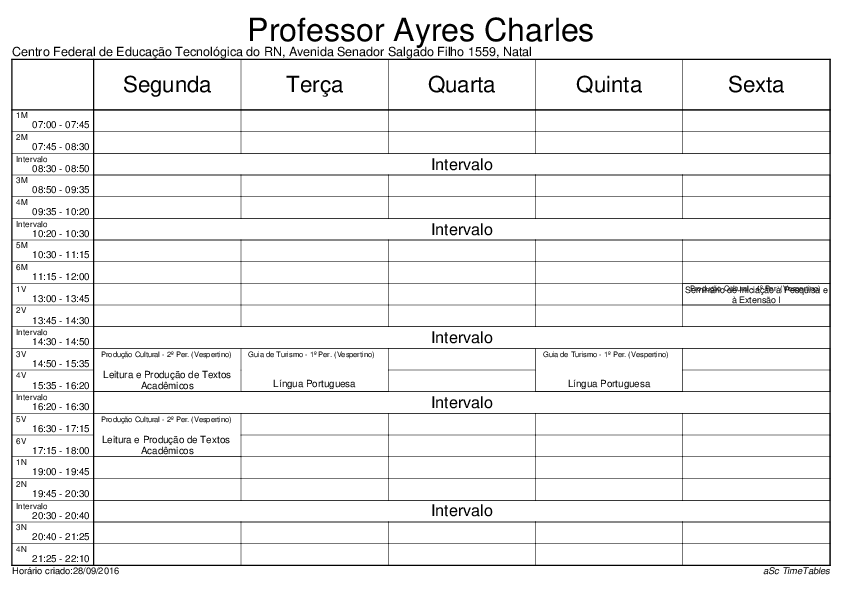 Professor Ayres Charles
Centro Federal de Educação Tecnológica do RN, Avenida Senador Salgado Filho 1559, Natal
Segunda Terça Quarta Quinta Sexta
1M
07:00 - 07:45
2M
07:45 - 08:30
Intervalo
08:30 - 08:50 Intervalo
3M
08:50 - 09:35
4M
09:35 - 10:20
Intervalo
10:20 - 10:30 Intervalo
5M
10:30 - 11:15
6M
11:15 - 12:00
1V
13:00 - 13:45
Seminário de Iniciação à Pesquisa e
à Extensão I
2V
13:45 - 14:30
Intervalo
14:30 - 14:50 Intervalo
3V Produção Cultural - 2º Per. (Vespertino) Guia de Turismo - 1º Per. (Vespertino) Guia de Turismo - 1º Per. (Vespertino)
14:50 - 15:35
4V Leitura e Produção de Textos
15:35 - 16:20 Acadêmicos Língua Portuguesa Língua Portuguesa
Intervalo
16:20 - 16:30 Intervalo
5V Produção Cultural - 2º Per. (Vespertino)
16:30 - 17:15
6V Leitura e Produção de Textos
17:15 - 18:00 Acadêmicos
1N
19:00 - 19:45
2N
19:45 - 20:30
Intervalo
20:30 - 20:40 Intervalo
3N
20:40 - 21:25
4N
21:25 - 22:10
Horário criado:28/09/2016 aSc TimeTables